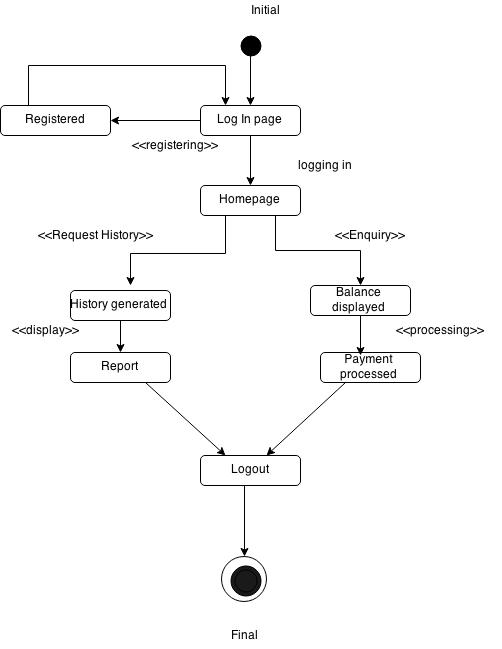 Initial
Registered
Log In page
<<registering>>
logging in
Homepage
<<Request History>>
<<Enquiry>>
History generated
Balance
displayed
<<display>>
<<processing>>
Report
Payment
processed
Logout
Final